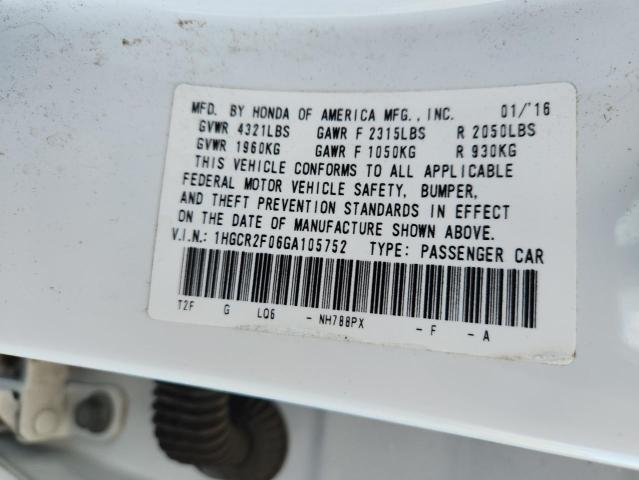 MFD. BY HONDA OF AMERICA MFG., INC. 01/'16
GVWR 4321LBS GAWR F 2315LBS R 2050LBS
GVWR 1960KG GAWR F 1050KG R 930KG
THIS VEHICLE CONFORMS TO ALL APPLICABLE
FEDERAL MOTOR VEHICLE SAFETY, BUMPER,
AND THEFT PREVENTION STANDARDS IN EFFECT
ON THE DATE OF MANUFACTURE SHOWN ABOVE.
V.I.N.: 1HGCR2F06GA105752 TYPE: PASSENGER CAR
T2F G LQ6 - NH788PX - F - A